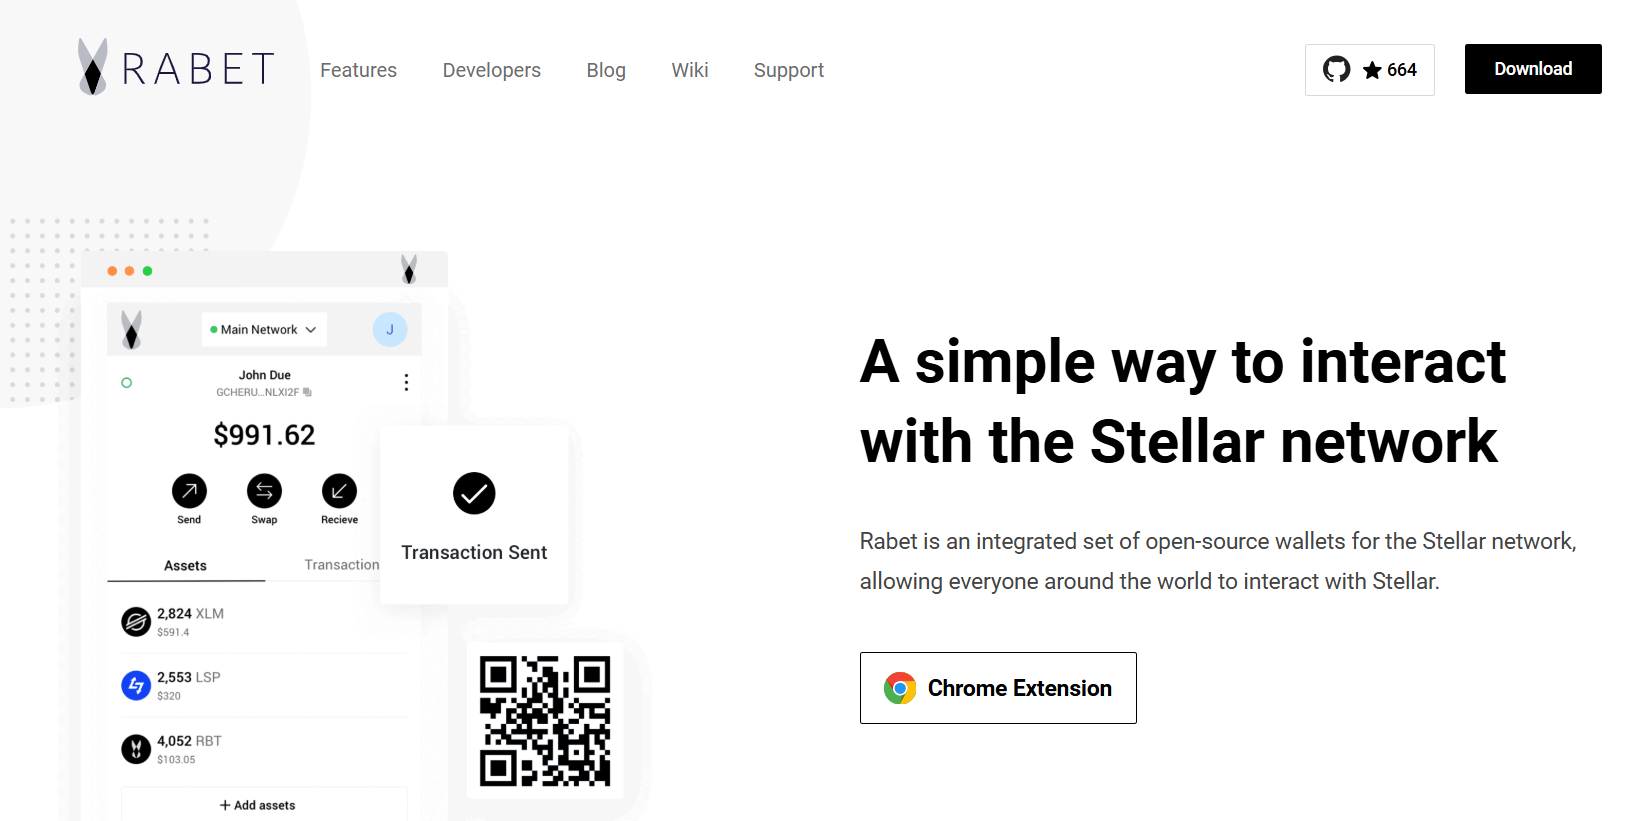 RABET
Features
Developers
Blog
Wiki
Support
664
Download
Main Network
J
John Due
GCHERU...NLXI2F
$991.62
Send
Swap
Recieve
Assets
Transaction
Transaction Sent
2,824 XLM
$591.4
2,553 LSP
$320
4,052 RBT
$103.05
+ Add assets
A simple way to interact
with the Stellar network
Rabet is an integrated set of open-source wallets for the Stellar network,
allowing everyone around the world to interact with Stellar.
Chrome Extension